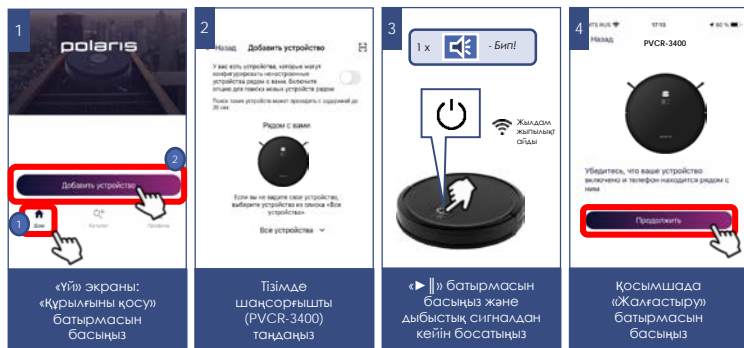 1
polaris
2
Добавить устройство
1
Дом
Каталог
Профиль
«Үй» экраны:
«Құрылғыны қосу»
батырмасын
басыңыз
2
Назад
Добавить устройство
У вас есть устройства, которые могут
конфигурировать ненастроенные
устройства рядом с вами. Включите
опцию для поиска новых устройств рядом
Поиск таких устройств может проходить с задержкой до
20 сек
Рядом с вами
Если вы не видите свое устройство,
выберите устройство из списка «Все
устройства»
Все устройства
Тізімде
шаңсорғышты
(PVCR-3400)
таңдаңыз
3
1 x
- Бип!
Жылдам
жыпылықт
айды
«►||» батырмасын
басыңыз және
дыбыстық сигналдан
кейін босатыңыз
4
MTS RUS
17:13
60 %
Назад
PVCR-3400
Убедитесь, что ваше устройство
включено и телефон находится рядом с
ним
Продолжить
Қосымшада
«Жалғастыру»
батырмасын
басыңыз